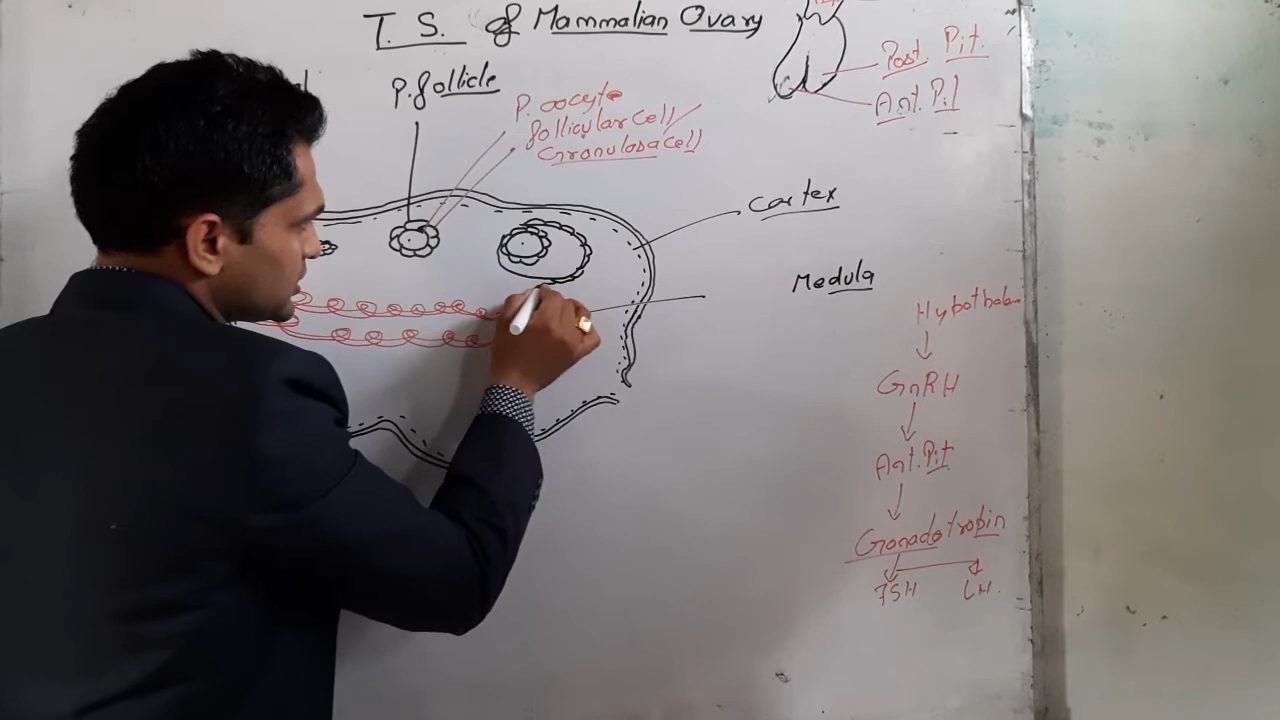 T. S. of Mammalian Ovary
P. follicle
P. oocyte
follicular cell/
Granulosa cell
Post. Pit.
Ant. Pit
Cortex
Medula
Hypothala
↓
GnRH
↓
Ant. Pit
↓
Gonadotropin
FSH LH.